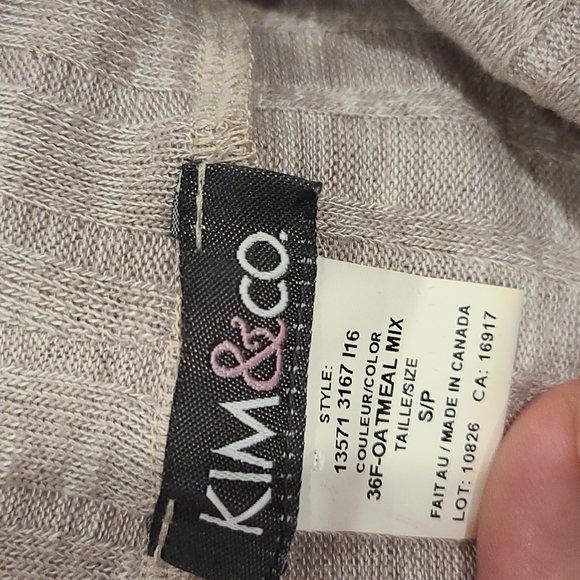 KIM & CO.
STYLE:
13571 3167 I16
COULEUR/COLOR
36F-OATMEAL MIX
TAILLE/SIZE
S/P
FAIT AU / MADE IN CANADA
LOT: 10826 CA: 16917